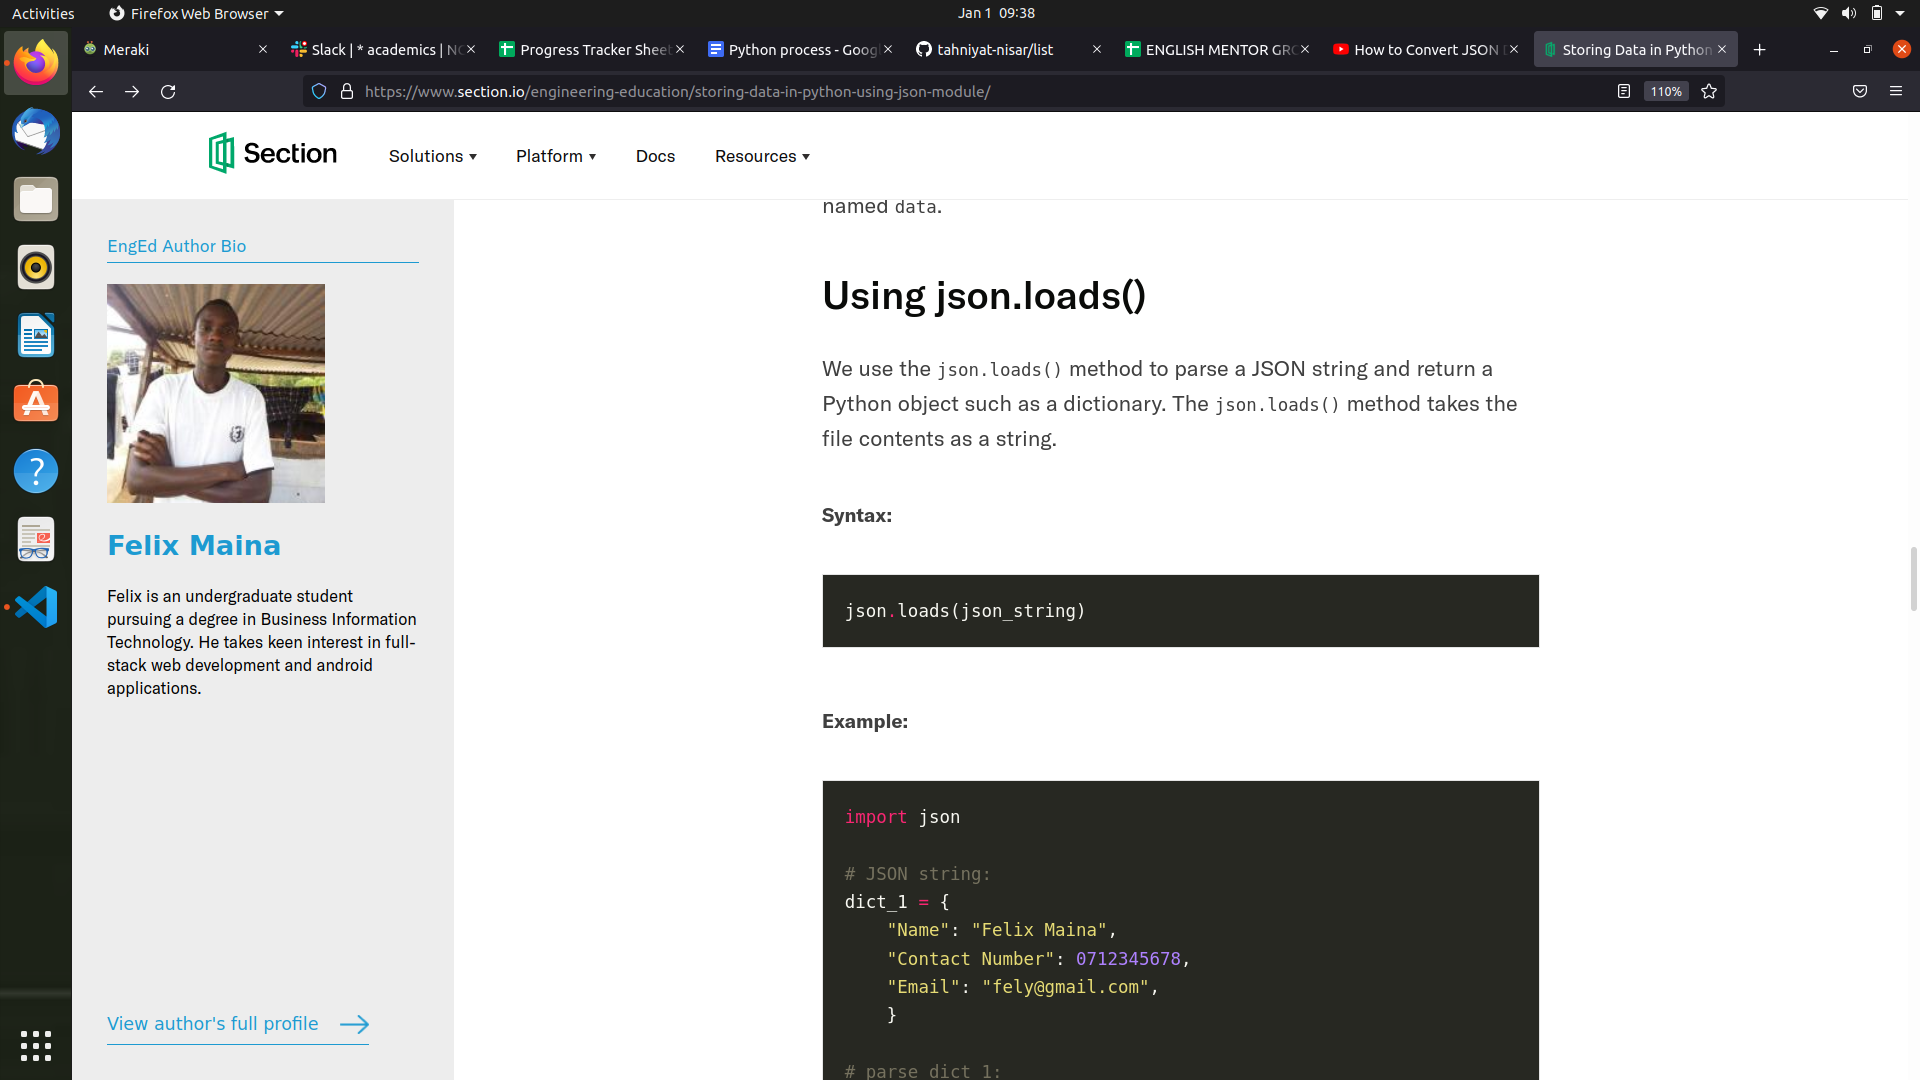 Activities
Firefox Web Browser
Jan 1 09:38
Meraki
Slack | * academics | NG
Progress Tracker Sheet
Python process - Goog
tahniyat-nisar/list
ENGLISH MENTOR GRO
How to Convert JSON D
Storing Data in Python
https://www.section.io/engineering-education/storing-data-in-python-using-json-module/
110%
Section
Solutions
Platform
Docs
Resources
EngEd Author Bio
Felix Maina
Felix is an undergraduate student
pursuing a degree in Business Information
Technology. He takes keen interest in full-
stack web development and android
applications.
View author's full profile
named data.
Using json.loads()
We use the json.loads() method to parse a JSON string and return a
Python object such as a dictionary. The json.loads() method takes the
file contents as a string.
Syntax:
json.loads(json_string)
Example:
import json
# JSON string:
dict_1 = {
"Name": "Felix Maina",
"Contact Number": 0712345678,
"Email": "fely@gmail.com",
}
# parse dict_1: